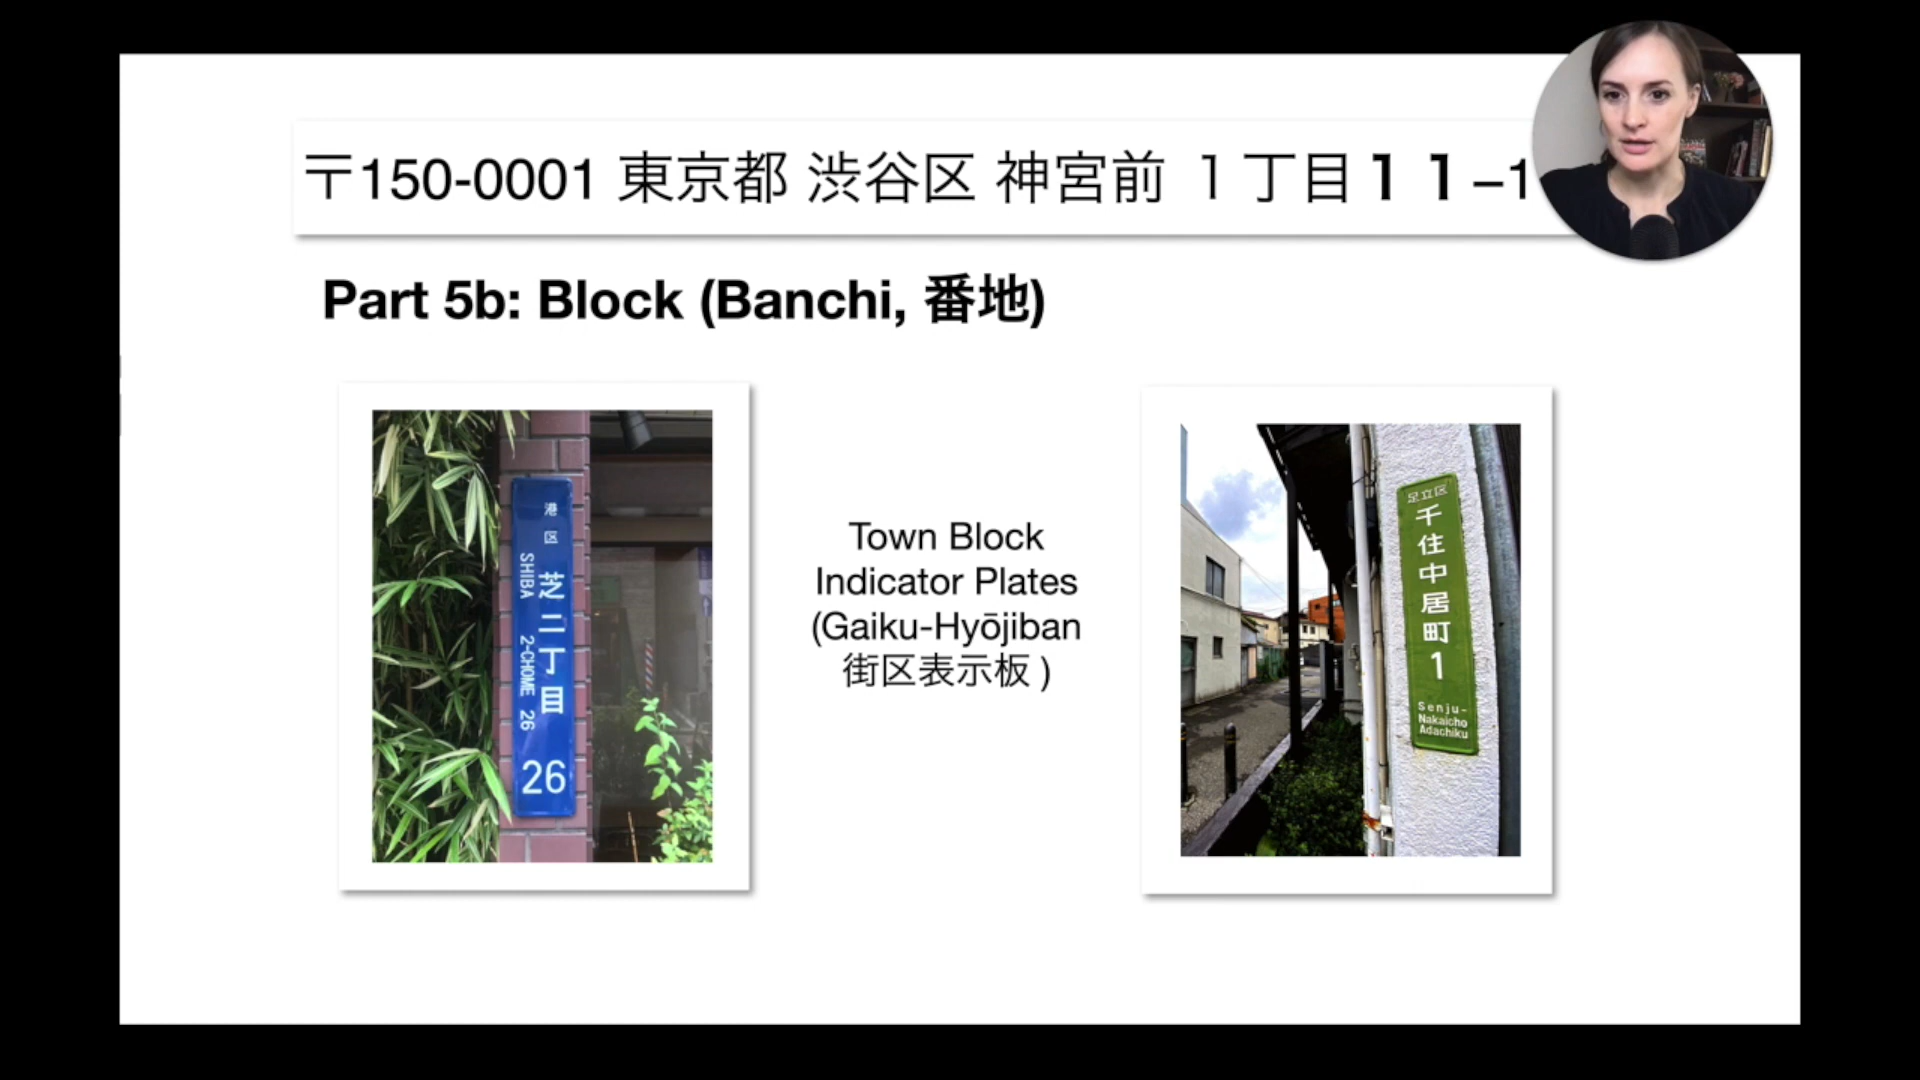 〒150-0001 東京都 渋谷区 神宮前 １丁目１１−1
Part 5b: Block (Banchi, 番地)
港区
芝二丁目
SHIBA 2-CHOME 26
26
Town Block
Indicator Plates
(Gaiku-Hyōjiban
街区表示板 )
足立区
千住中居町
1
Senju-
Nakaicho
Adachiku